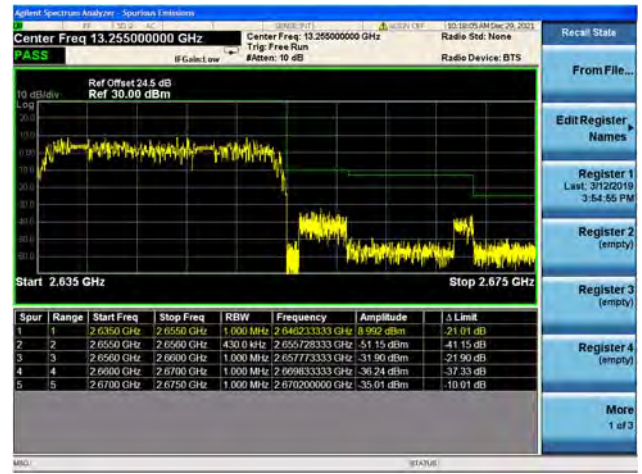 Agilent Spectrum Analyzer - Spurious Emissions
10:18:05 AM Dec 29, 2021
Center Freq 13.255000000 GHz
Center Freq: 13.255000000 GHz
Radio Std: None
Trig: Free Run
PASS
IFGain:Low
#Atten: 10 dB
Radio Device: BTS
Ref Offset 24.5 dB
10 dB/div
Ref 30.00 dBm
Log
Start 2.635 GHz
Stop 2.675 GHz
Spur Range Start Freq Stop Freq RBW Frequency Amplitude Δ Limit
1 1 2.6350 GHz 2.6550 GHz 1.000 MHz 2.646233333 GHz 8.992 dBm -21.01 dB
2 2 2.6550 GHz 2.6560 GHz 430.0 kHz 2.655728333 GHz -51.15 dBm -41.15 dB
3 3 2.6560 GHz 2.6600 GHz 1.000 MHz 2.657773333 GHz -31.90 dBm -21.90 dB
4 4 2.6600 GHz 2.6700 GHz 1.000 MHz 2.669833333 GHz -36.24 dBm -37.33 dB
5 5 2.6700 GHz 2.6750 GHz 1.000 MHz 2.670200000 GHz -35.01 dBm -10.01 dB
MSG
STATUS
Recall State
From File...
Edit Register
Names
Register 1
Last: 3/12/2019
3:54:55 PM
Register 2
(empty)
Register 3
(empty)
Register 4
(empty)
More
1 of 3